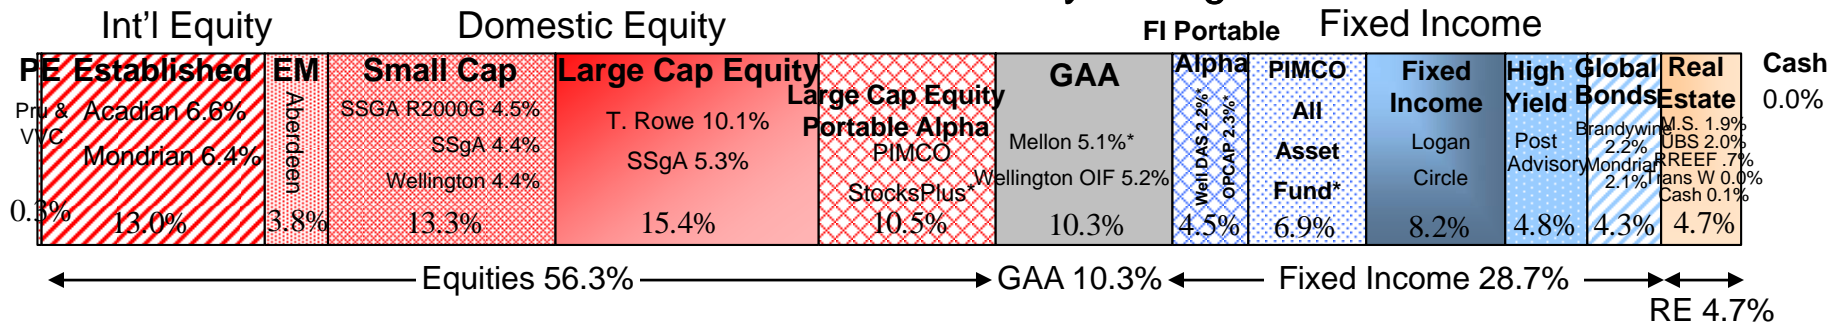 Int'l Equity
Domestic Equity
FI Portable
Fixed Income
PE
Pru &
VVC
0.3%
Established
Acadian 6.6%
Mondrian 6.4%
13.0%
EM
Aberdeen
3.8%
Small Cap
SSGA R2000G 4.5%
SSgA 4.4%
Wellington 4.4%
13.3%
Large Cap Equity
T. Rowe 10.1%
SSgA 5.3%
15.4%
Large Cap Equity
Portable Alpha
PIMCO
StocksPlus*
10.5%
GAA
Mellon 5.1%*
Wellington OIF 5.2%
10.3%
Alpha
Well DAS 2.2%*
OPCAP 2.3%*
4.5%
PIMCO
All
Asset
Fund*
6.9%
Fixed
Income
Logan
Circle
8.2%
High
Yield
Post
Advisory
4.8%
Global
Bonds
Brandywine
2.2%
Mondrian
2.1%
4.3%
Real
Estate
M.S. 1.9%
UBS 2.0%
RREEF .7%
Trans W 0.0%
Cash 0.1%
4.7%
Cash
0.0%
Equities 56.3%
GAA 10.3%
Fixed Income 28.7%
RE 4.7%